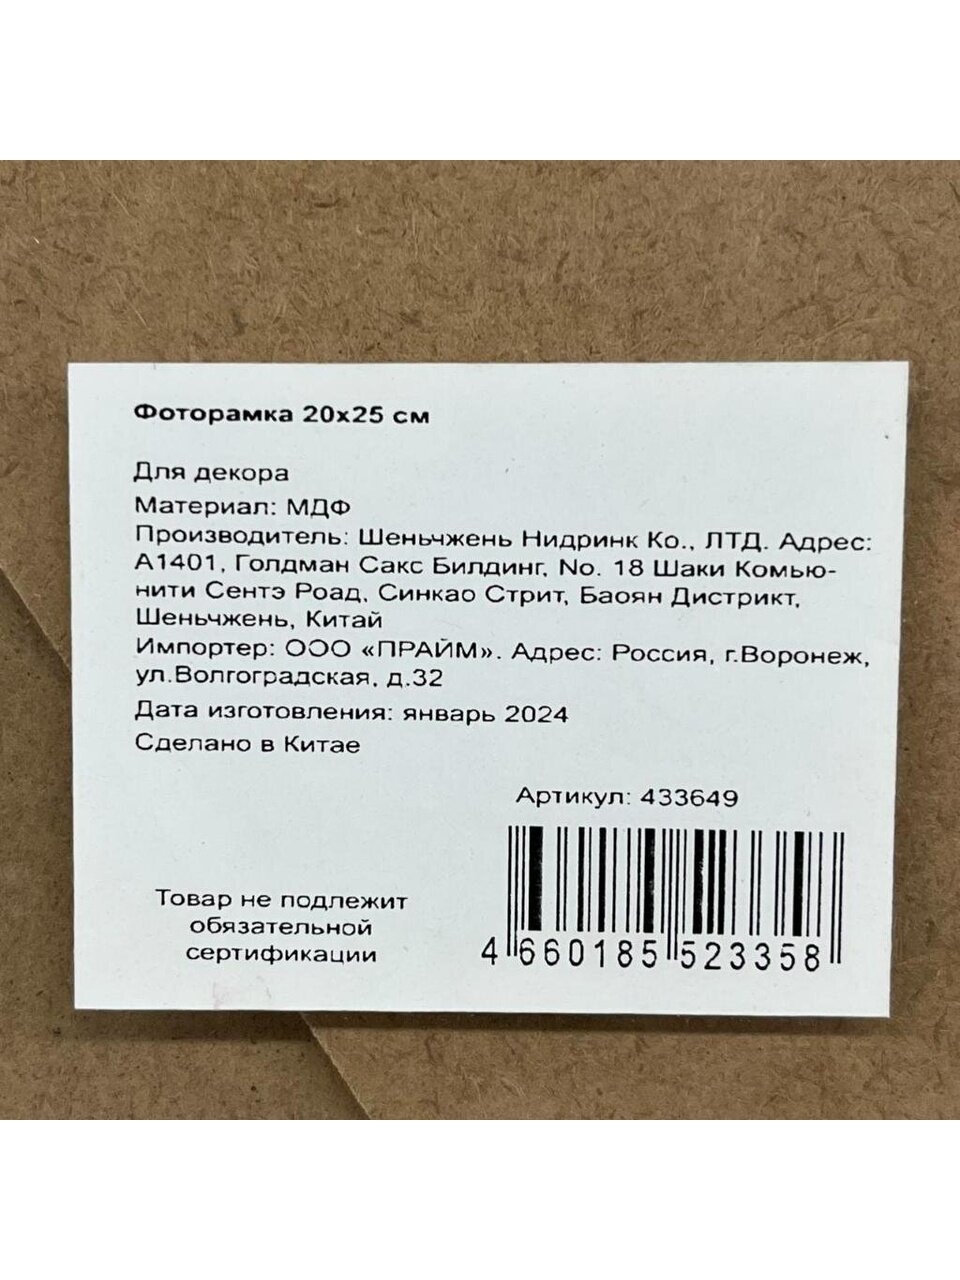 Фоторамка 20х25 см
Для декора
Материал: МДФ
Производитель: Шеньчжень Нидринк Ко., ЛТД. Адрес:
А1401, Голдман Сакс Билдинг, No. 18 Шаки Комью-
нити Сентэ Роад, Синкао Стрит, Баоян Дистрикт,
Шеньчжень, Китай
Импортер: ООО «ПРАЙМ». Адрес: Россия, г.Воронеж,
ул.Волгоградская, д.32
Дата изготовления: январь 2024
Сделано в Китае
Артикул: 433649
Товар не подлежит
обязательной
сертификации
4 660185 523358